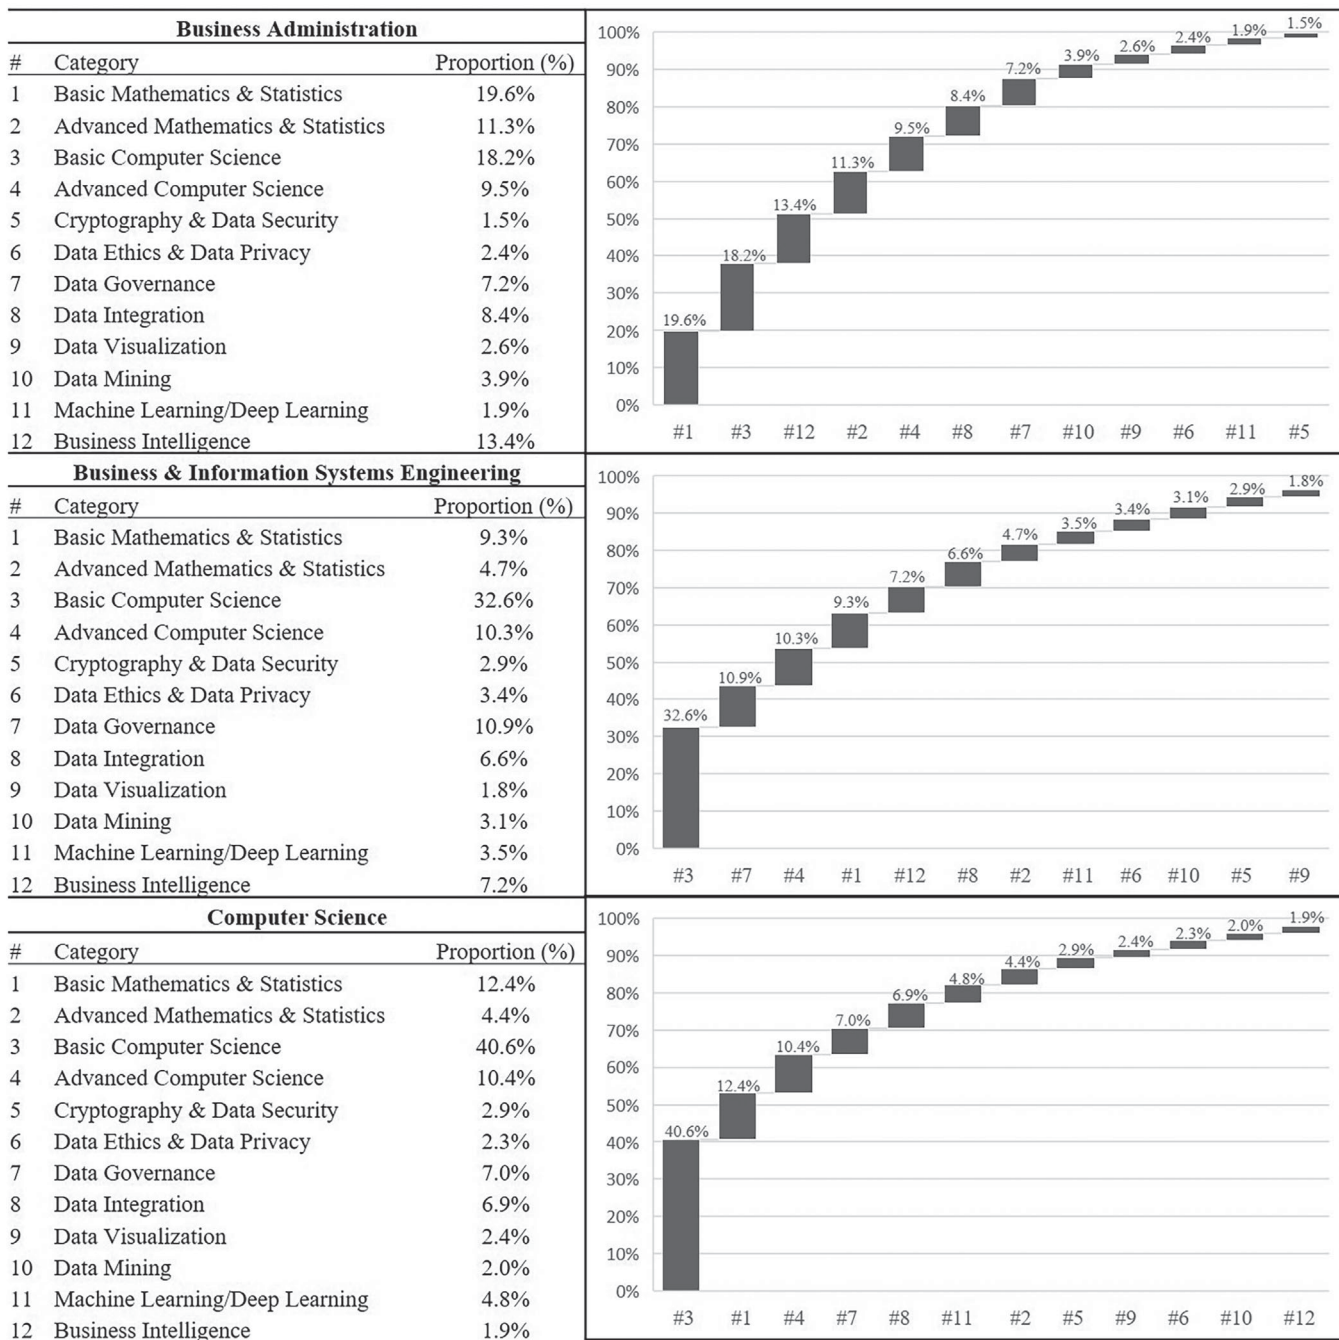 Business Administration
# Category Proportion (%)
1 Basic Mathematics & Statistics 19.6%
2 Advanced Mathematics & Statistics 11.3%
3 Basic Computer Science 18.2%
4 Advanced Computer Science 9.5%
5 Cryptography & Data Security 1.5%
6 Data Ethics & Data Privacy 2.4%
7 Data Governance 7.2%
8 Data Integration 8.4%
9 Data Visualization 2.6%
10 Data Mining 3.9%
11 Machine Learning/Deep Learning 1.9%
12 Business Intelligence 13.4%
100%
90%
80%
70%
60%
50%
40%
30%
20%
10%
0%
19.6% 18.2% 13.4% 11.3% 9.5% 8.4% 7.2% 3.9% 2.6% 2.4% 1.9% 1.5%
#1 #3 #12 #2 #4 #8 #7 #10 #9 #6 #11 #5
Business & Information Systems Engineering
# Category Proportion (%)
1 Basic Mathematics & Statistics 9.3%
2 Advanced Mathematics & Statistics 4.7%
3 Basic Computer Science 32.6%
4 Advanced Computer Science 10.3%
5 Cryptography & Data Security 2.9%
6 Data Ethics & Data Privacy 3.4%
7 Data Governance 10.9%
8 Data Integration 6.6%
9 Data Visualization 1.8%
10 Data Mining 3.1%
11 Machine Learning/Deep Learning 3.5%
12 Business Intelligence 7.2%
100%
90%
80%
70%
60%
50%
40%
30%
20%
10%
0%
32.6% 10.9% 10.3% 9.3% 7.2% 6.6% 4.7% 3.5% 3.4% 3.1% 2.9% 1.8%
#3 #7 #4 #1 #12 #8 #2 #11 #6 #10 #5 #9
Computer Science
# Category Proportion (%)
1 Basic Mathematics & Statistics 12.4%
2 Advanced Mathematics & Statistics 4.4%
3 Basic Computer Science 40.6%
4 Advanced Computer Science 10.4%
5 Cryptography & Data Security 2.9%
6 Data Ethics & Data Privacy 2.3%
7 Data Governance 7.0%
8 Data Integration 6.9%
9 Data Visualization 2.4%
10 Data Mining 2.0%
11 Machine Learning/Deep Learning 4.8%
12 Business Intelligence 1.9%
100%
90%
80%
70%
60%
50%
40%
30%
20%
10%
0%
40.6% 12.4% 10.4% 7.0% 6.9% 4.8% 4.4% 2.9% 2.4% 2.3% 2.0% 1.9%
#3 #1 #4 #7 #8 #11 #2 #5 #9 #6 #10 #12